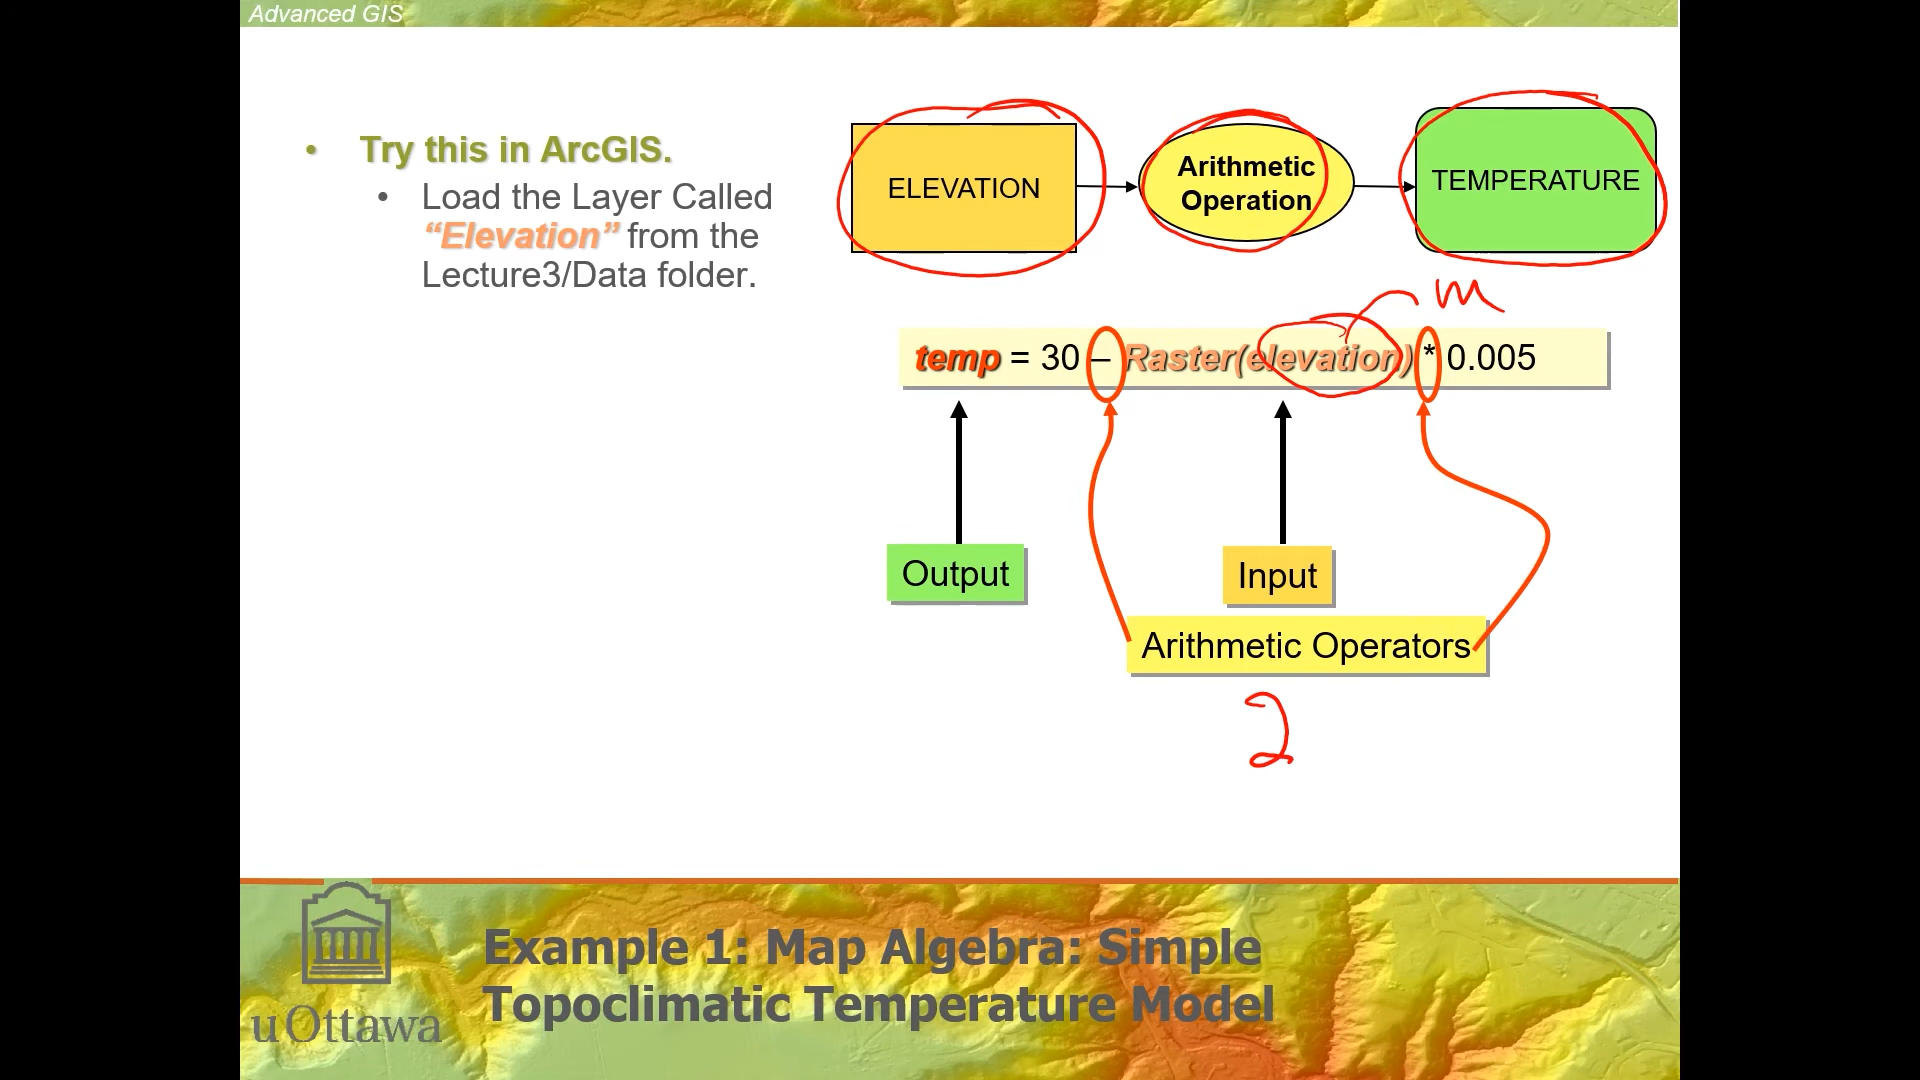 Advanced GIS
• Try this in ArcGIS.
• Load the Layer Called
“Elevation” from the
Lecture3/Data folder.
ELEVATION
Arithmetic
Operation
TEMPERATURE
m
temp = 30 – Raster(elevation) * 0.005
Output
Input
Arithmetic Operators
2
Example 1: Map Algebra: Simple
Topoclimatic Temperature Model
uOttawa